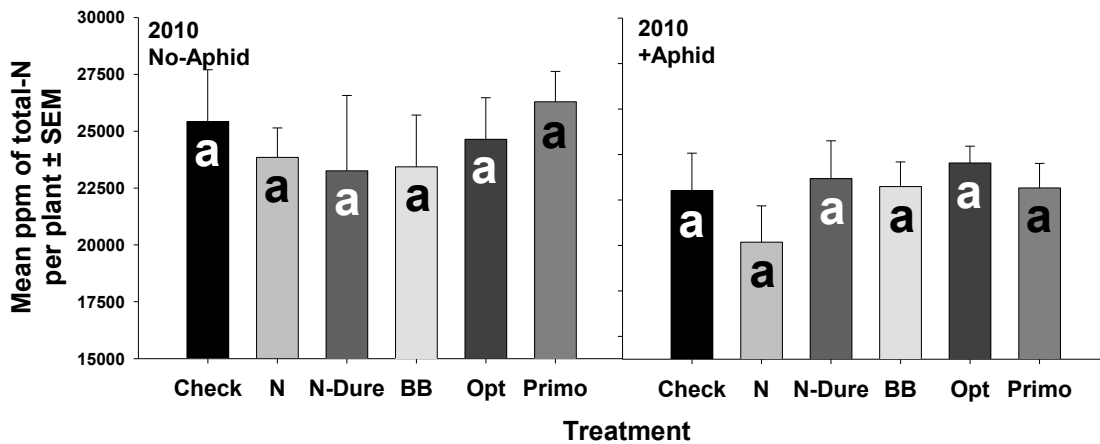 Mean ppm of total-N
per plant ± SEM
30000
27500
25000
22500
20000
17500
15000
2010
No-Aphid
a
a
a
a
a
a
Check N N-Dure BB Opt Primo
2010
+Aphid
a
a
a
a
a
a
Check N N-Dure BB Opt Primo
Treatment